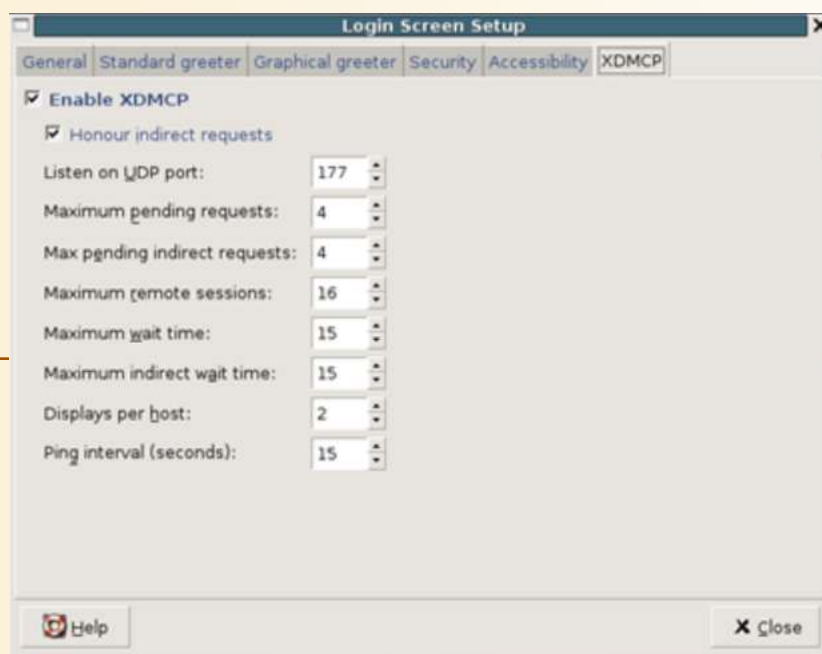 Login Screen Setup
General Standard greeter Graphical greeter Security Accessibility XDMCP
Enable XDMCP
Honour indirect requests
Listen on UDP port: 177
Maximum pending requests: 4
Max pending indirect requests: 4
Maximum remote sessions: 16
Maximum wait time: 15
Maximum indirect wait time: 15
Displays per host: 2
Ping interval (seconds): 15
Help Close